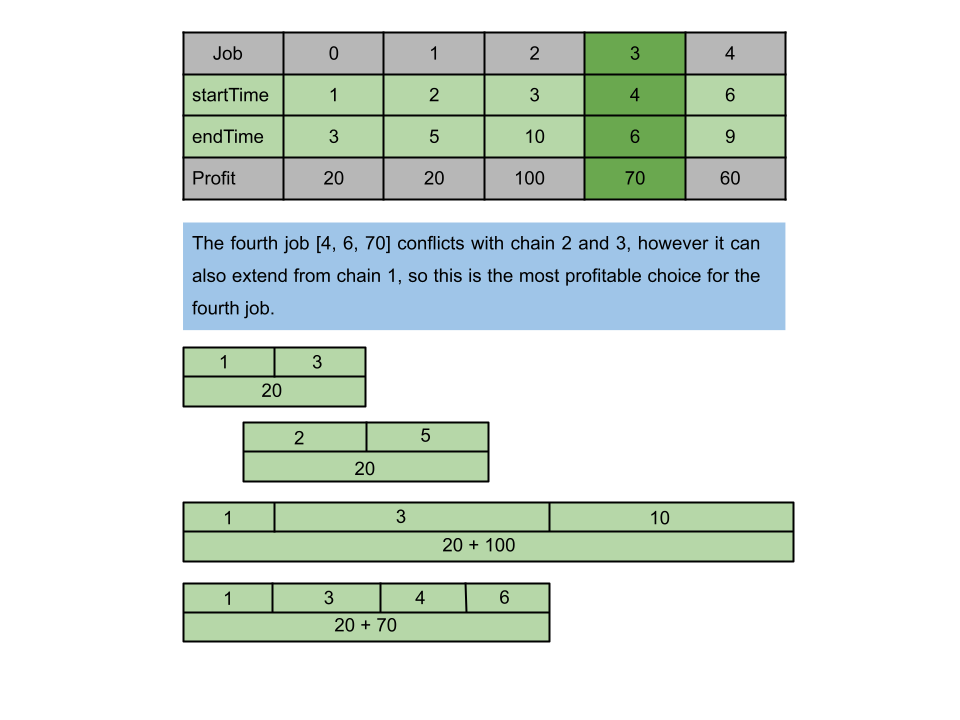 Job 0 1 2 3 4
startTime 1 2 3 4 6
endTime 3 5 10 6 9
Profit 20 20 100 70 60
The fourth job [4, 6, 70] conflicts with chain 2 and 3, however it can
also extend from chain 1, so this is the most profitable choice for the
fourth job.
1 3
20
2 5
20
1 3 10
20 + 100
1 3 4 6
20 + 70